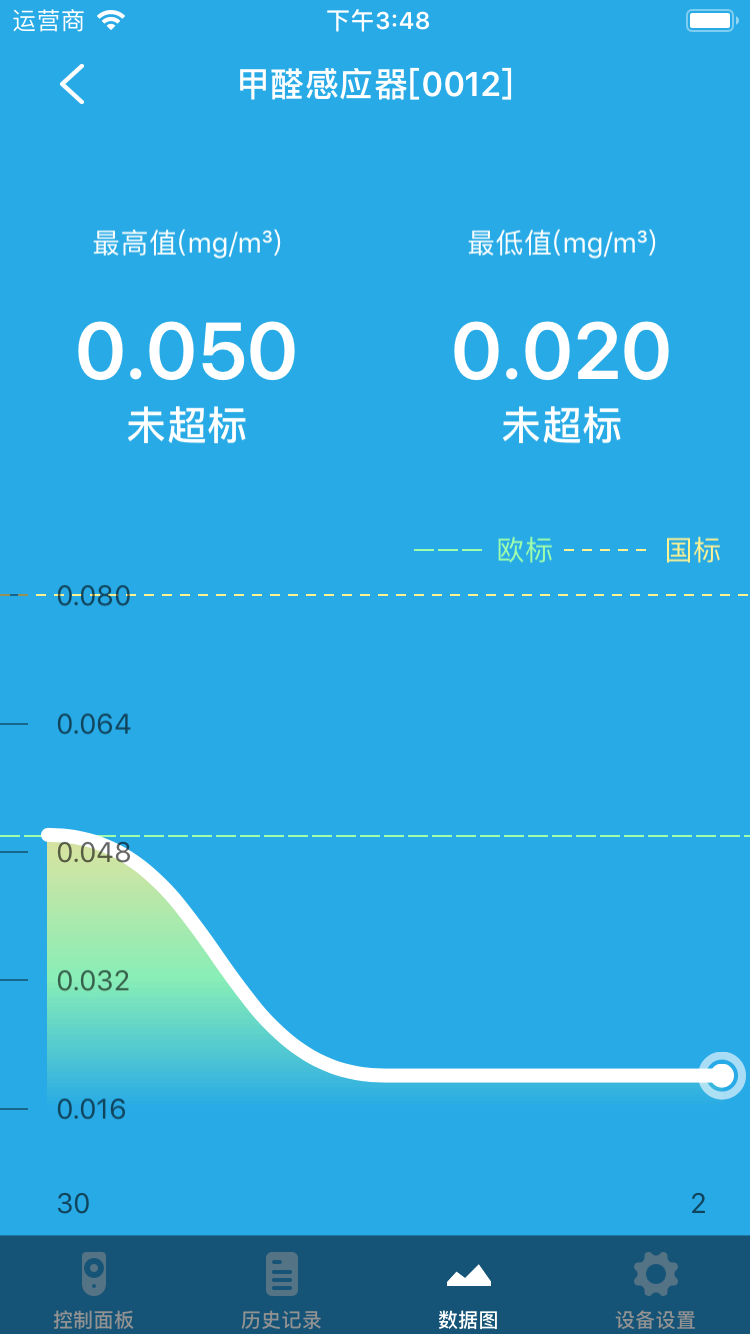 运营商 下午3:48
甲醛感应器[0012]
最高值(mg/m³) 最低值(mg/m³)
0.050 0.020
未超标 未超标
欧标 国标
0.080
0.064
0.048
0.032
0.016
30 2
控制面板 历史记录 数据图 设备设置